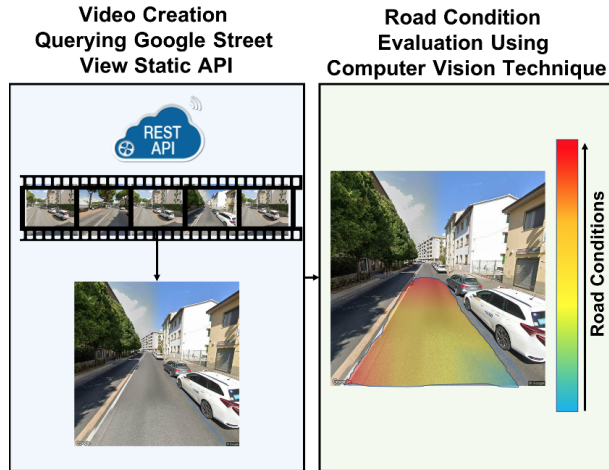 Video Creation
Querying Google Street
View Static API
Road Condition
Evaluation Using
Computer Vision Technique
REST
API
Road Conditions